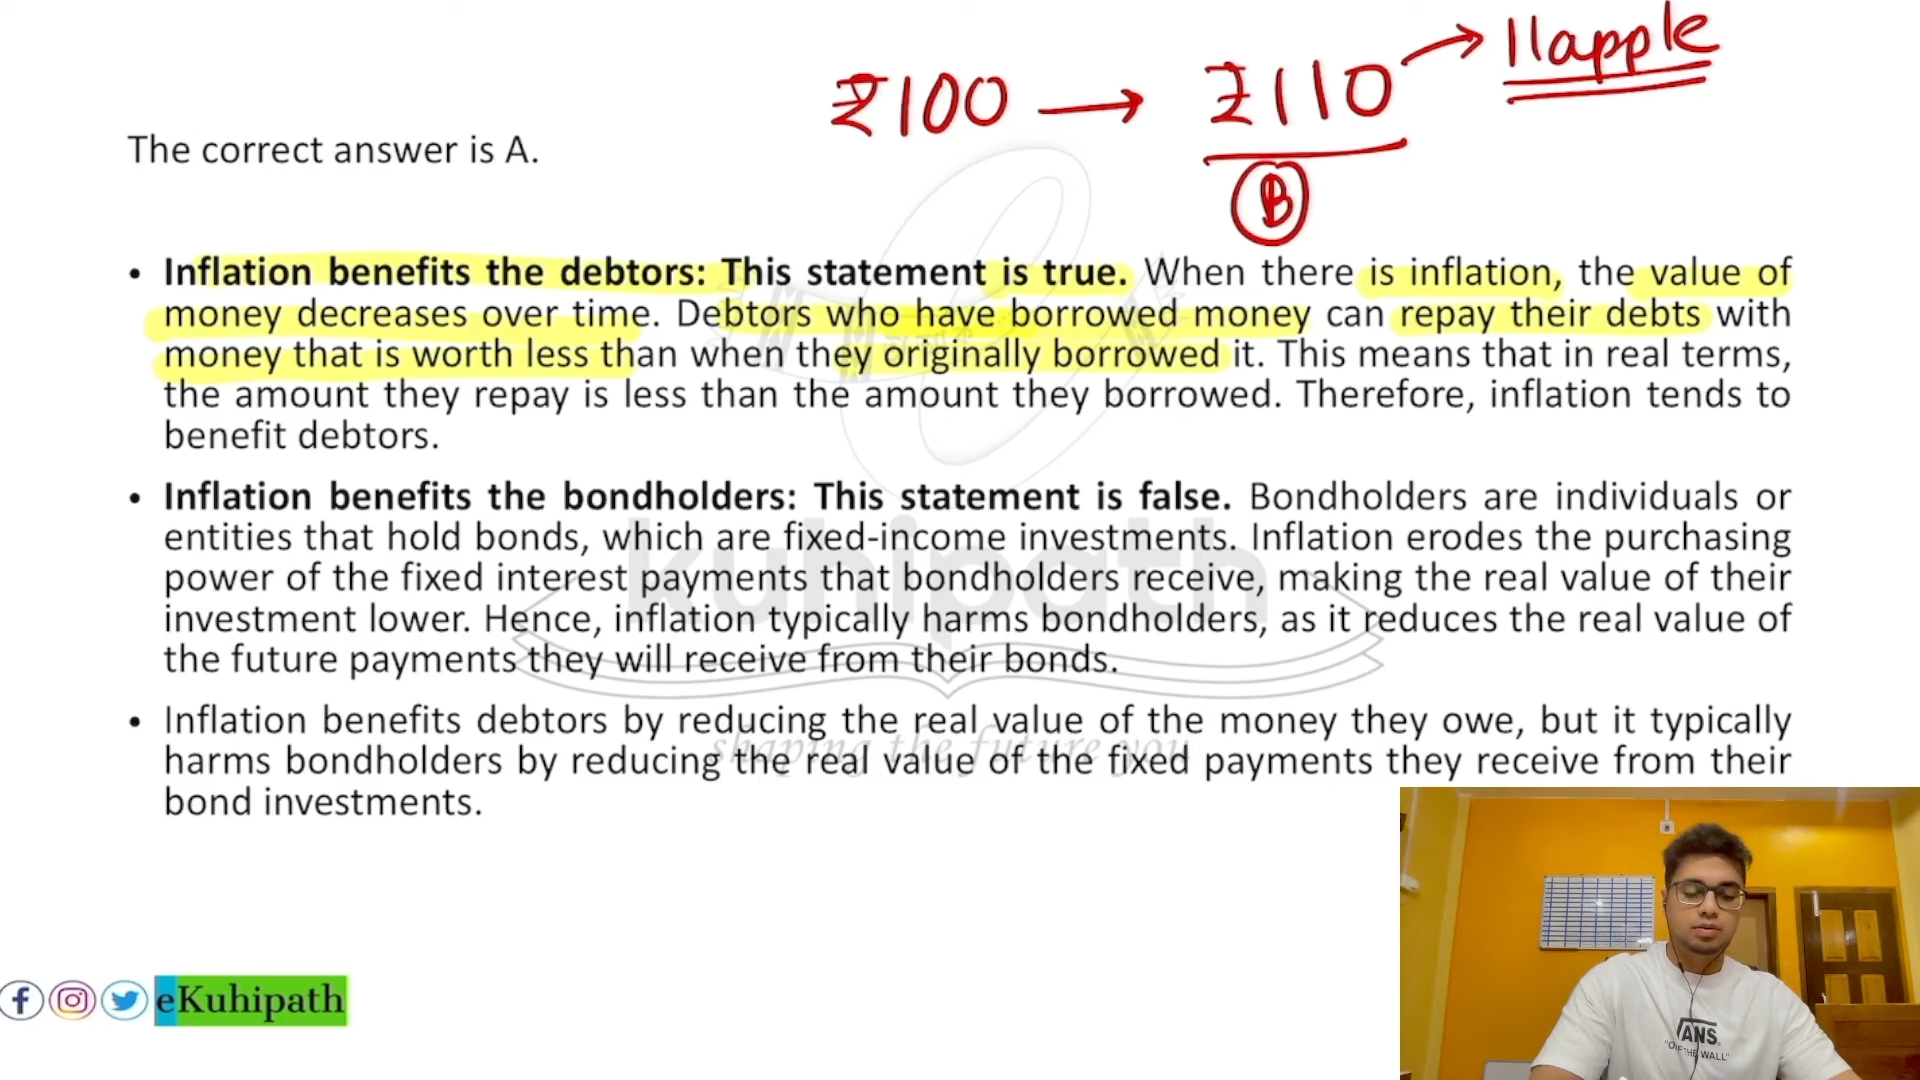 ₹100 → ₹110 → 11apple
B
The correct answer is A.
• Inflation benefits the debtors: This statement is true. When there is inflation, the value of
money decreases over time. Debtors who have borrowed money can repay their debts with
money that is worth less than when they originally borrowed it. This means that in real terms,
the amount they repay is less than the amount they borrowed. Therefore, inflation tends to
benefit debtors.
• Inflation benefits the bondholders: This statement is false. Bondholders are individuals or
entities that hold bonds, which are fixed-income investments. Inflation erodes the purchasing
power of the fixed interest payments that bondholders receive, making the real value of their
investment lower. Hence, inflation typically harms bondholders, as it reduces the real value of
the future payments they will receive from their bonds.
• Inflation benefits debtors by reducing the real value of the money they owe, but it typically
harms bondholders by reducing the real value of the fixed payments they receive from their
bond investments.
kuhipath
shaping the future you
eKuhipath
VANS
"OF THE WALL"